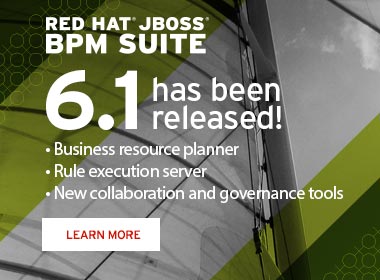 RED HAT® JBOSS®
BPM SUITE
6.1 has been
released!
• Business resource planner
• Rule execution server
• New collaboration and governance tools
LEARN MORE